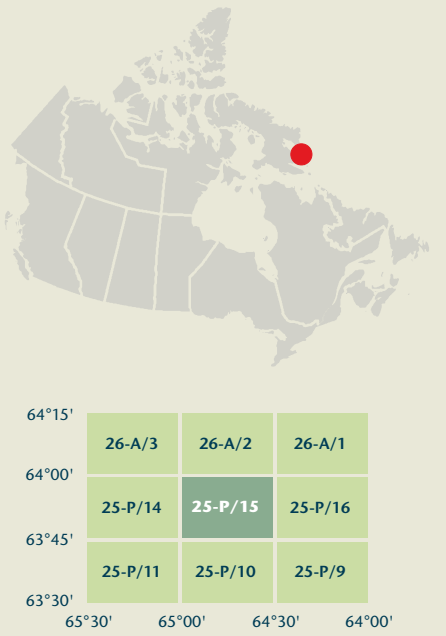 64°15'
26-A/3 26-A/2 26-A/1
64°00'
25-P/14 25-P/15 25-P/16
63°45'
25-P/11 25-P/10 25-P/9
63°30'
65°30' 65°00' 64°30' 64°00'